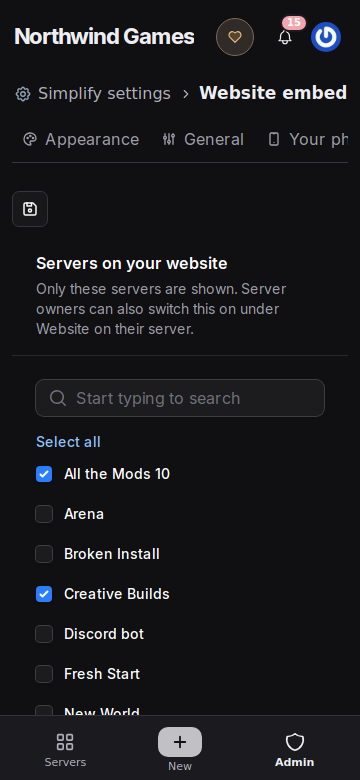 Northwind Games
15
Simplify settings > Website embed
Appearance
General
Your ph
Servers on your website
Only these servers are shown. Server
owners can also switch this on under
Website on their server.
Start typing to search
Select all
All the Mods 10
Arena
Broken Install
Creative Builds
Discord bot
Fresh Start
New World
Servers
New
Admin